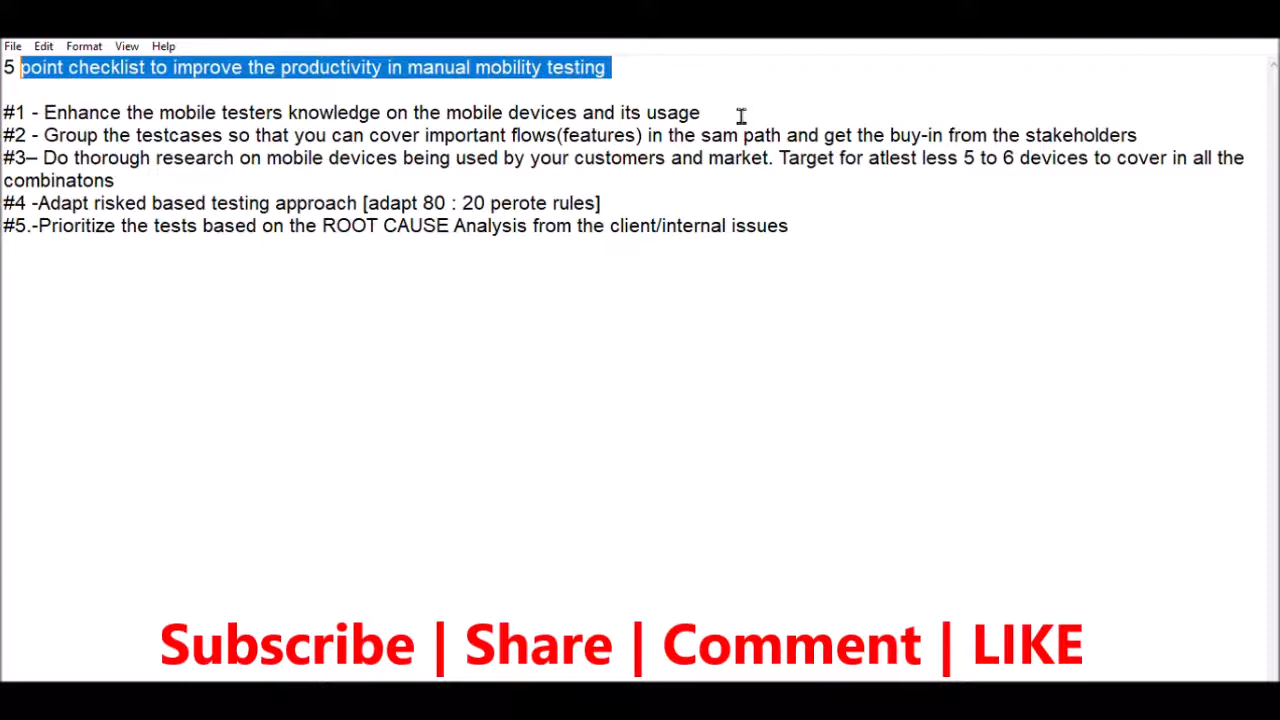 File Edit Format View Help
5 point checklist to improve the productivity in manual mobility testing
#1 - Enhance the mobile testers knowledge on the mobile devices and its usage
#2 - Group the testcases so that you can cover important flows(features) in the sam path and get the buy-in from the stakeholders
#3– Do thorough research on mobile devices being used by your customers and market. Target for atlest less 5 to 6 devices to cover in all the
combinatons
#4 -Adapt risked based testing approach [adapt 80 : 20 perote rules]
#5.-Prioritize the tests based on the ROOT CAUSE Analysis from the client/internal issues
Subscribe | Share | Comment | LIKE